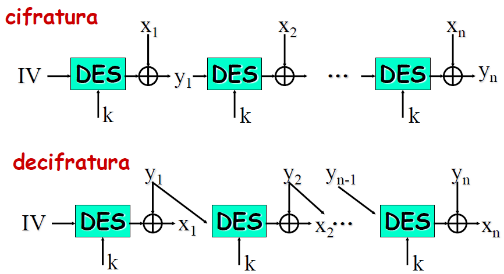 cifratura
x1 x2 xn
IV DES y1 DES ... DES yn
k k k
decifratura
y1 y2 yn-1 yn
IV DES x1 DES x2 ... DES xn
k k k